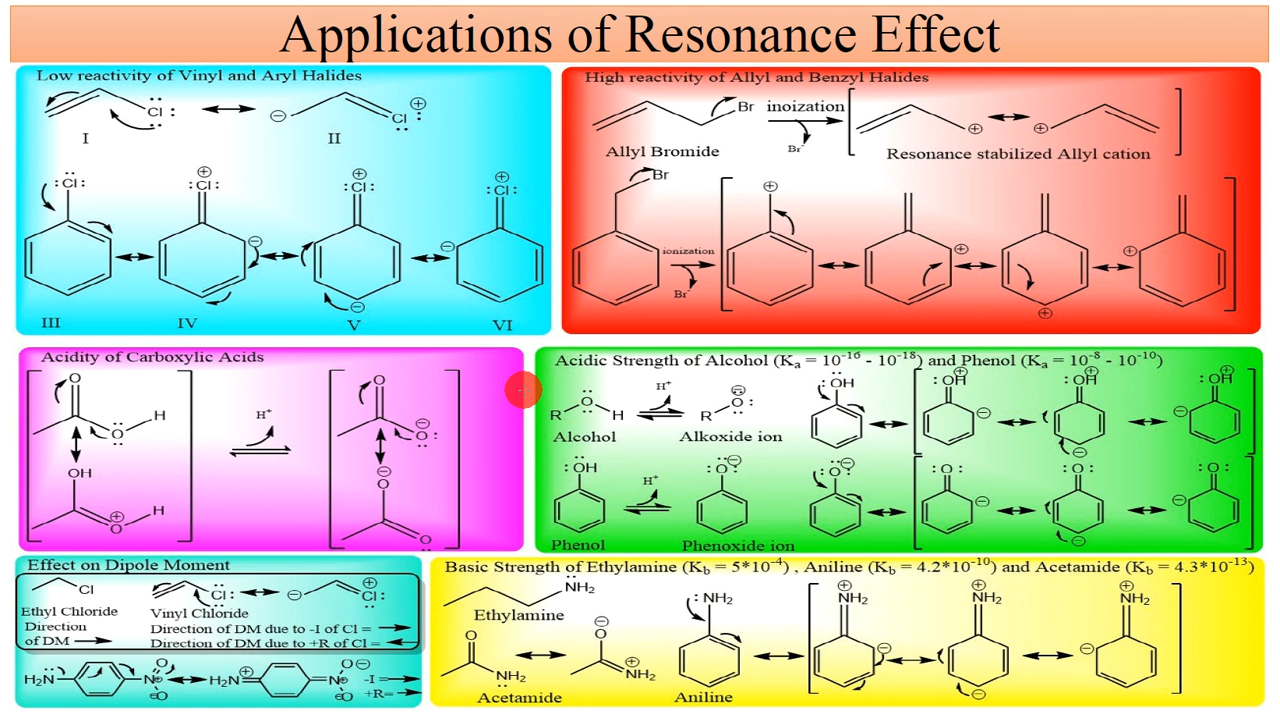 Applications of Resonance Effect
Low reactivity of Vinyl and Aryl Halides
Cl
Cl
I
II
Cl
Cl
Cl
Cl
III
IV
V
VI
High reactivity of Allyl and Benzyl Halides
Br
inoization
Br⁻
Allyl Bromide
Resonance stabilized Allyl cation
Br
ionization
Br⁻
Acidity of Carboxylic Acids
O
O
H
H⁺
O
O
OH
O
H
O
O
Acidic Strength of Alcohol (Kₐ = 10⁻¹⁶ - 10⁻¹⁸) and Phenol (Kₐ = 10⁻⁸ - 10⁻¹⁰)
R
O
H
H⁺
R
O
OH
OH
OH
OH
Alcohol
Alkoxide ion
OH
H⁺
O
O
O
O
O
Phenol
Phenoxide ion
Effect on Dipole Moment
Cl
Cl
Cl
Ethyl Chloride
Vinyl Chloride
Direction
of DM
Direction of DM due to -I of Cl =
Direction of DM due to +R of Cl =
H₂N
N
O
O
H₂N
N
O
O
-I =
+R=
Basic Strength of Ethylamine (K_b = 5*10⁻⁴) , Aniline (K_b = 4.2*10⁻¹⁰) and Acetamide (K_b = 4.3*10⁻¹³)
NH₂
Ethylamine
O
NH₂
O
NH₂
Acetamide
NH₂
Aniline
NH₂
NH₂
NH₂